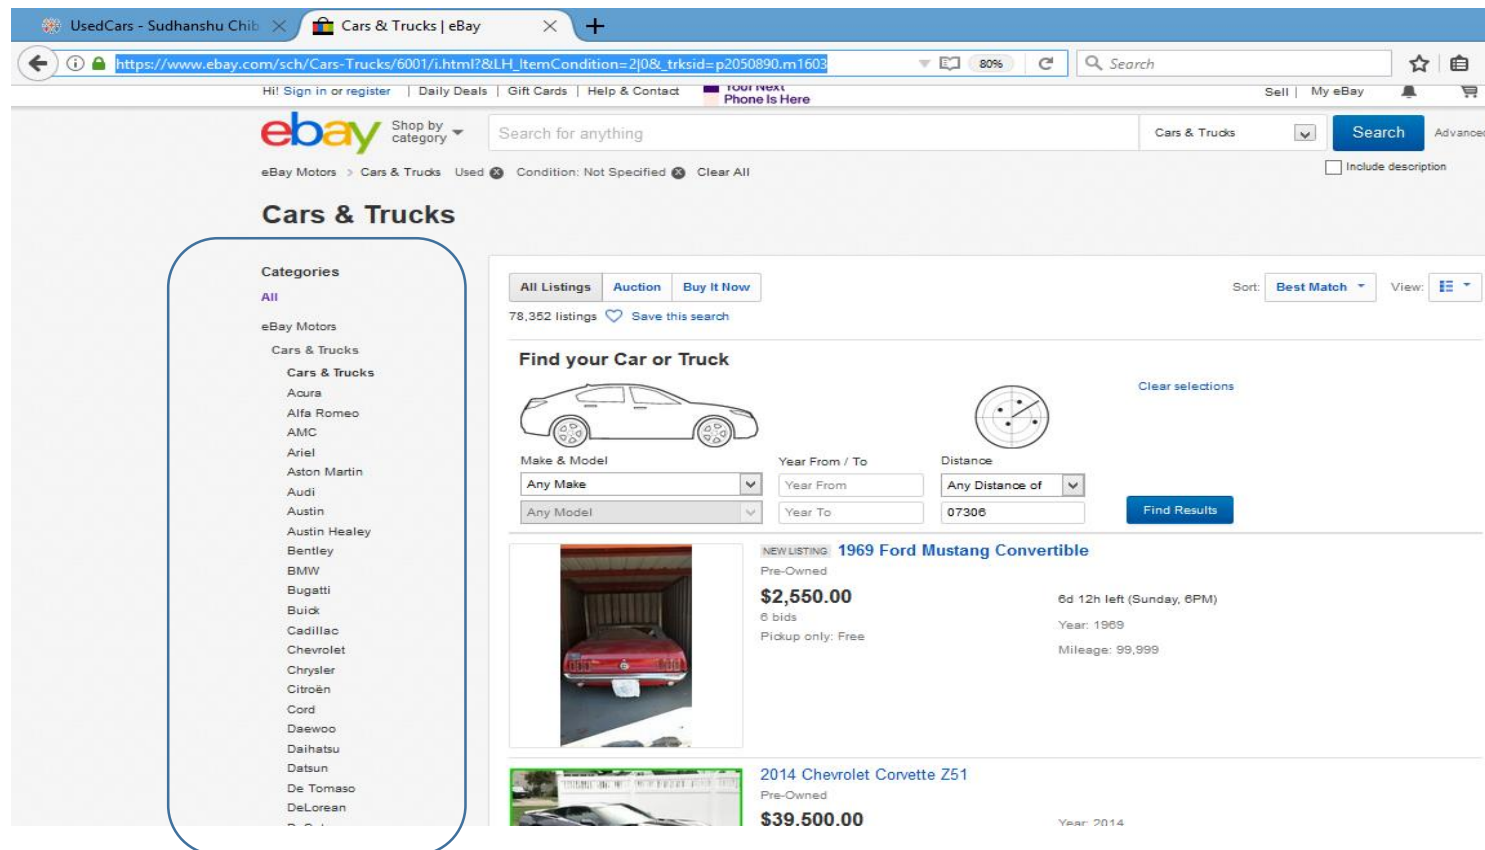 UsedCars - Sudhanshu Chib
Cars & Trucks | eBay
https://www.ebay.com/sch/Cars-Trucks/6001/i.html?&LH_ItemCondition=2|0&_trksid=p2050890.m1603
80%
Search
Hi! Sign in or register | Daily Deals | Gift Cards | Help & Contact
Your Next
Phone Is Here
Sell | My eBay
ebay
Shop by
category
Search for anything
Cars & Trucks
Search
Advanced
eBay Motors > Cars & Trucks Used Condition: Not Specified Clear All
Include description
Cars & Trucks
Categories
All
eBay Motors
Cars & Trucks
Cars & Trucks
Acura
Alfa Romeo
AMC
Ariel
Aston Martin
Audi
Austin
Austin Healey
Bentley
BMW
Bugatti
Buick
Cadillac
Chevrolet
Chrysler
Citroën
Cord
Daewoo
Daihatsu
Datsun
De Tomaso
DeLorean
All Listings Auction Buy It Now
Sort: Best Match View:
78,352 listings Save this search
Find your Car or Truck
Clear selections
Make & Model Year From / To Distance
Any Make Year From Any Distance of
Any Model Year To 07306 Find Results
NEW LISTING 1969 Ford Mustang Convertible
Pre-Owned
$2,550.00 6d 12h left (Sunday, 6PM)
6 bids Year: 1969
Pickup only: Free Mileage: 99,999
2014 Chevrolet Corvette Z51
Pre-Owned
$39,500.00 Year: 2014